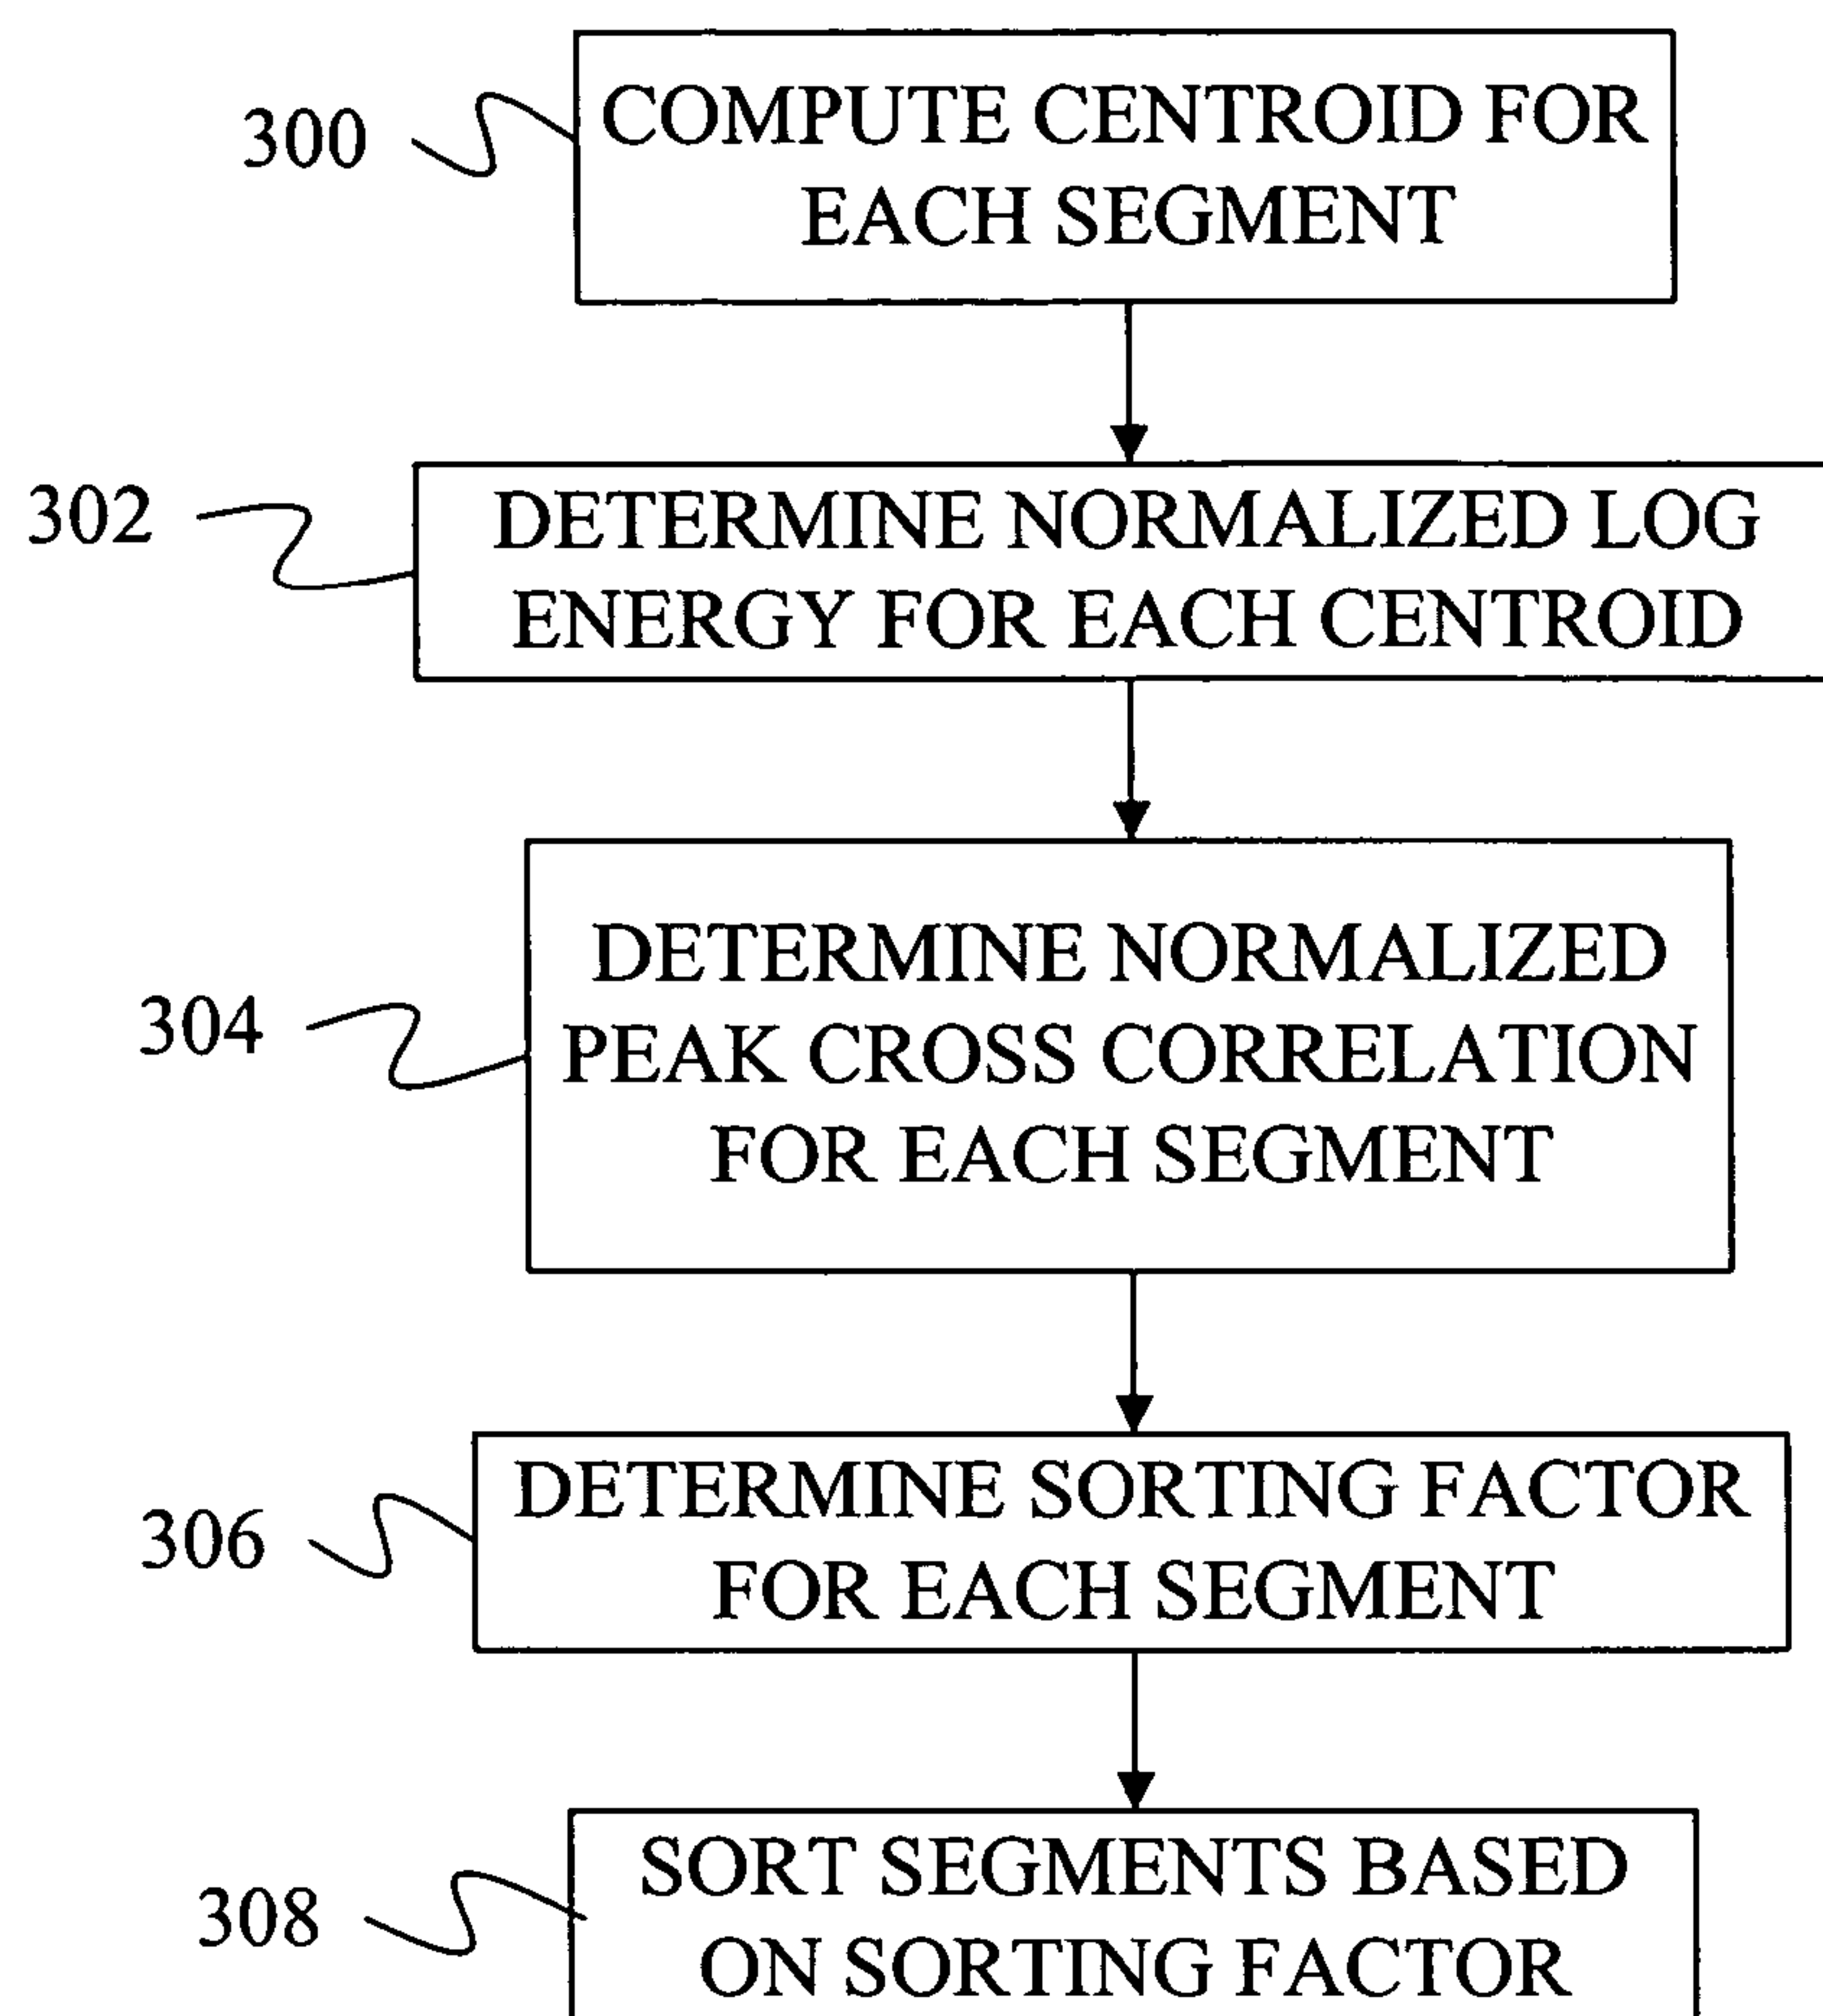 300
COMPUTE CENTROID FOR
EACH SEGMENT
302
DETERMINE NORMALIZED LOG
ENERGY FOR EACH CENTROID
304
DETERMINE NORMALIZED
PEAK CROSS CORRELATION
FOR EACH SEGMENT
306
DETERMINE SORTING FACTOR
FOR EACH SEGMENT
308
SORT SEGMENTS BASED
ON SORTING FACTOR